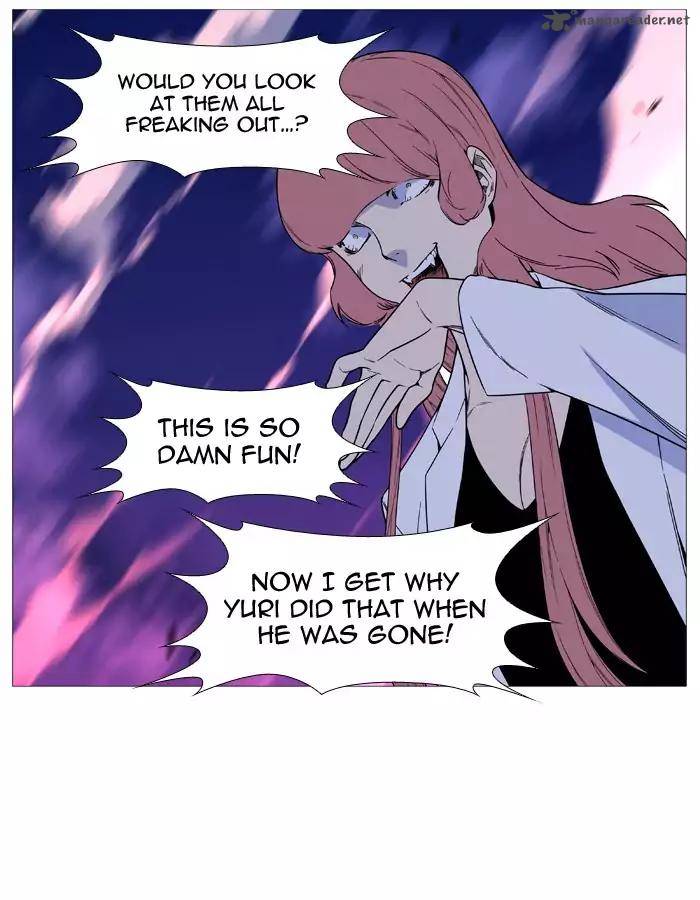 mangareader.net
WOULD YOU LOOK
AT THEM ALL
FREAKING OUT...?
THIS IS SO
DAMN FUN!
NOW I GET WHY
YURI DID THAT WHEN
HE WAS GONE!